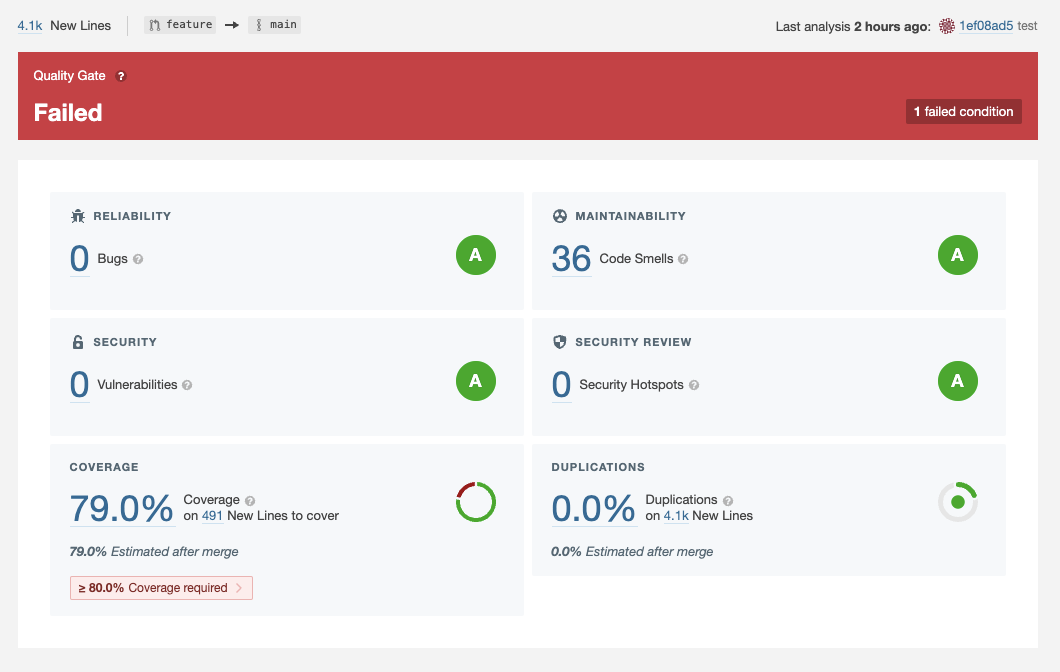 4.1k New Lines feature → main Last analysis 2 hours ago: 1ef08ad5 test
Quality Gate ?
Failed
1 failed condition
RELIABILITY
0 Bugs ?
A
MAINTAINABILITY
36 Code Smells ?
A
SECURITY
0 Vulnerabilities ?
A
SECURITY REVIEW
0 Security Hotspots ?
A
COVERAGE
79.0% Coverage ?
on 491 New Lines to cover
79.0% Estimated after merge
≥ 80.0% Coverage required >
DUPLICATIONS
0.0% Duplications ?
on 4.1k New Lines
0.0% Estimated after merge